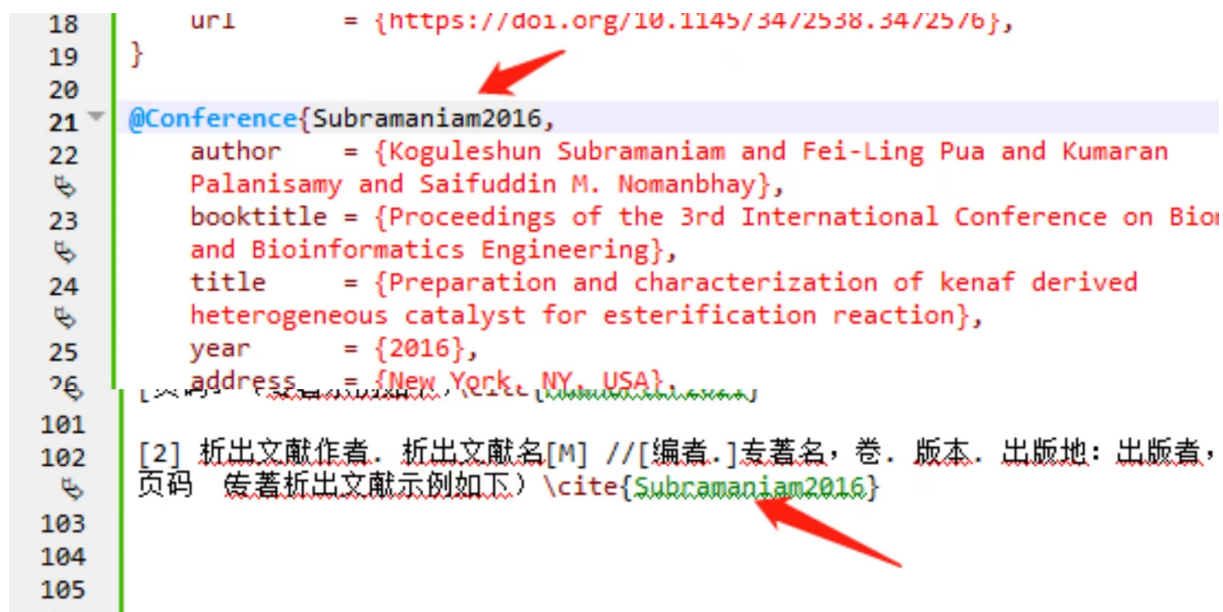 18 url = {https://doi.org/10.1145/3472538.3472576},
19 }
20
21 @Conference{Subramaniam2016,
22 author = {Koguleshun Subramaniam and Fei-Ling Pua and Kumaran
Palanisamy and Saifuddin M. Nomanbhay},
23 booktitle = {Proceedings of the 3rd International Conference on
and Bioinformatics Engineering},
24 title = {Preparation and characterization of kenaf derived
heterogeneous catalyst for esterification reaction},
25 year = {2016},
26 address = {New York, NY, USA},
101
102 [2] 析出文献作者. 析出文献名[M] //[编者.]专著名，卷. 版本. 出版地: 出版者,
页码 (专著析出文献示例如下) \cite{Subramaniam2016}
103
104
105